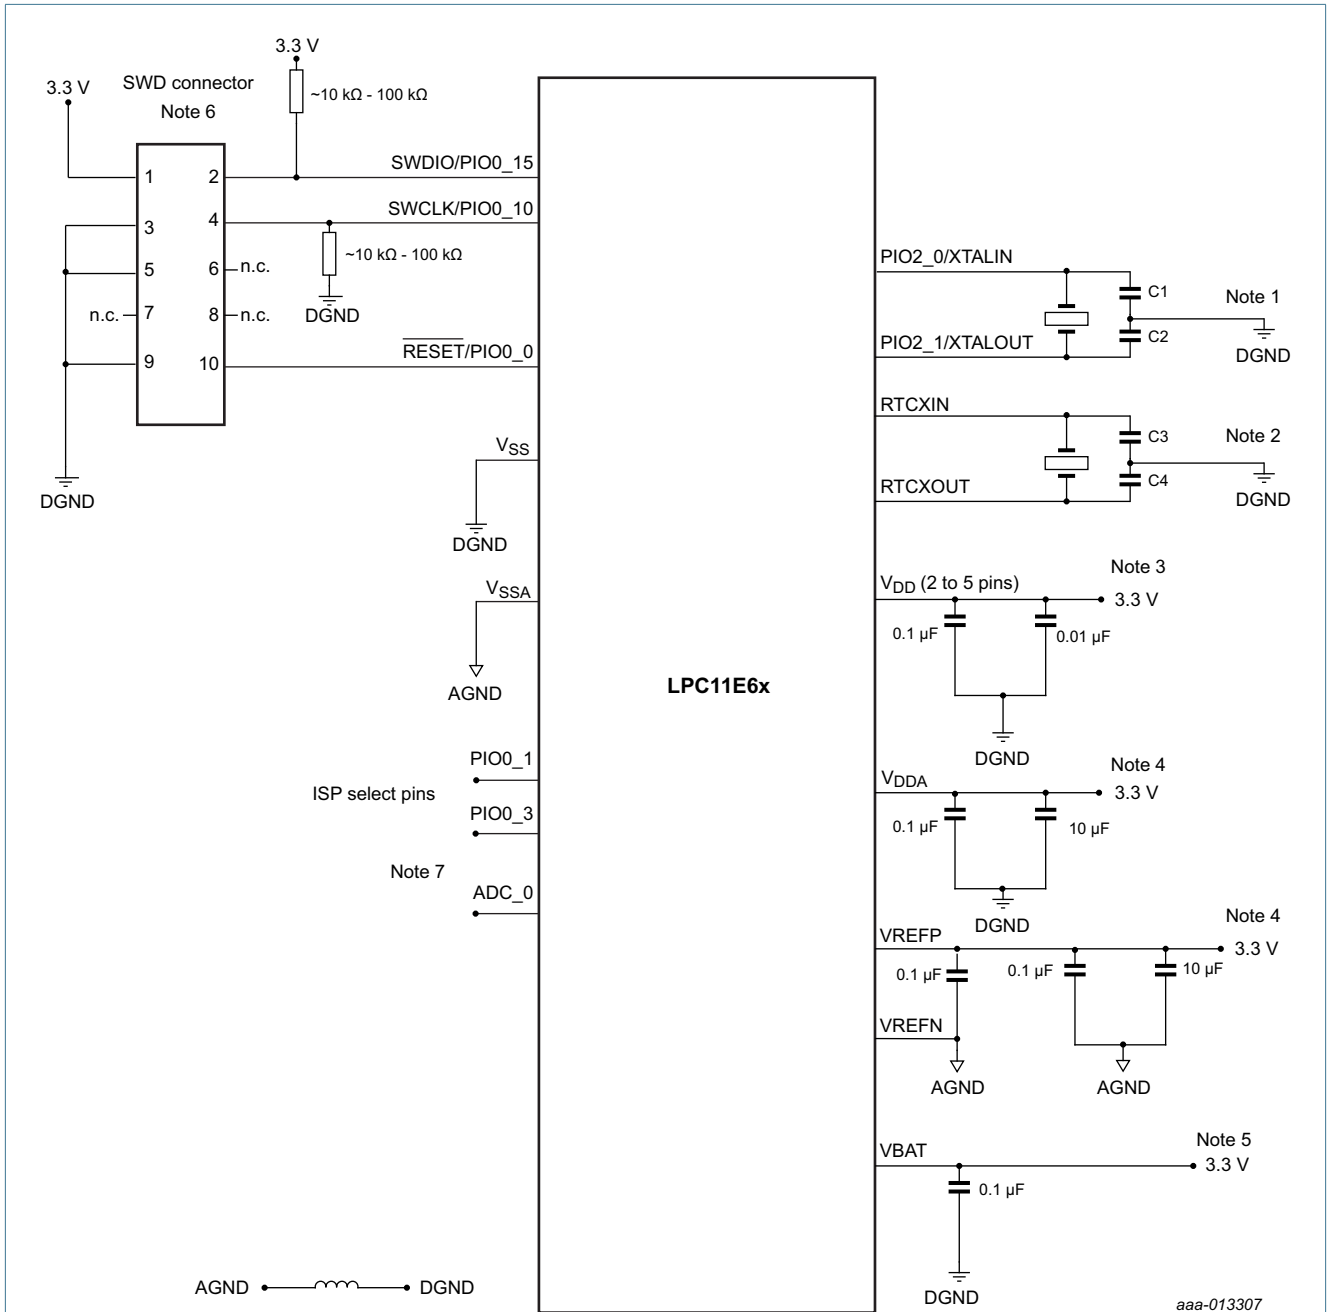 3.3 V
3.3 V
SWD connector
Note 6
~10 kΩ - 100 kΩ
1
2
SWDIO/PIO0_15
3
4
SWCLK/PIO0_10
~10 kΩ - 100 kΩ
5
6
n.c.
n.c.
7
8
n.c.
DGND
9
10
RESET/PIO0_0
DGND
VSS
DGND
VSSA
AGND
PIO0_1
ISP select pins
PIO0_3
Note 7
ADC_0
AGND
DGND
LPC11E6x
PIO2_0/XTALIN
C1
Note 1
C2
PIO2_1/XTALOUT
DGND
RTCXIN
C3
Note 2
C4
RTCXOUT
DGND
VDD (2 to 5 pins)
Note 3
3.3 V
0.1 µF
0.01 µF
DGND
VDDA
Note 4
3.3 V
0.1 µF
10 µF
DGND
VREFP
Note 4
3.3 V
0.1 µF
0.1 µF
10 µF
VREFN
AGND
AGND
VBAT
Note 5
3.3 V
0.1 µF
DGND
aaa-013307